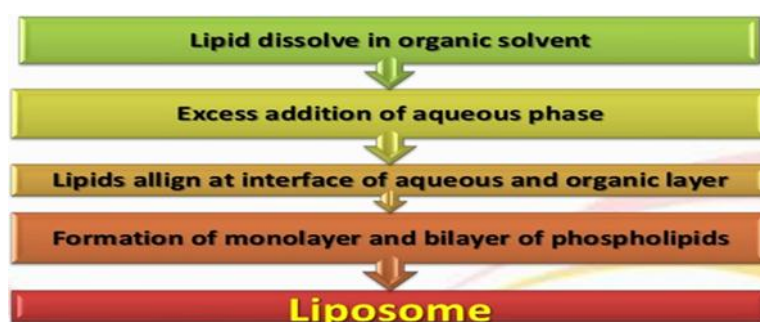 Lipid dissolve in organic solvent
Excess addition of aqueous phase
Lipids allign at interface of aqueous and organic layer
Formation of monolayer and bilayer of phospholipids
Liposome